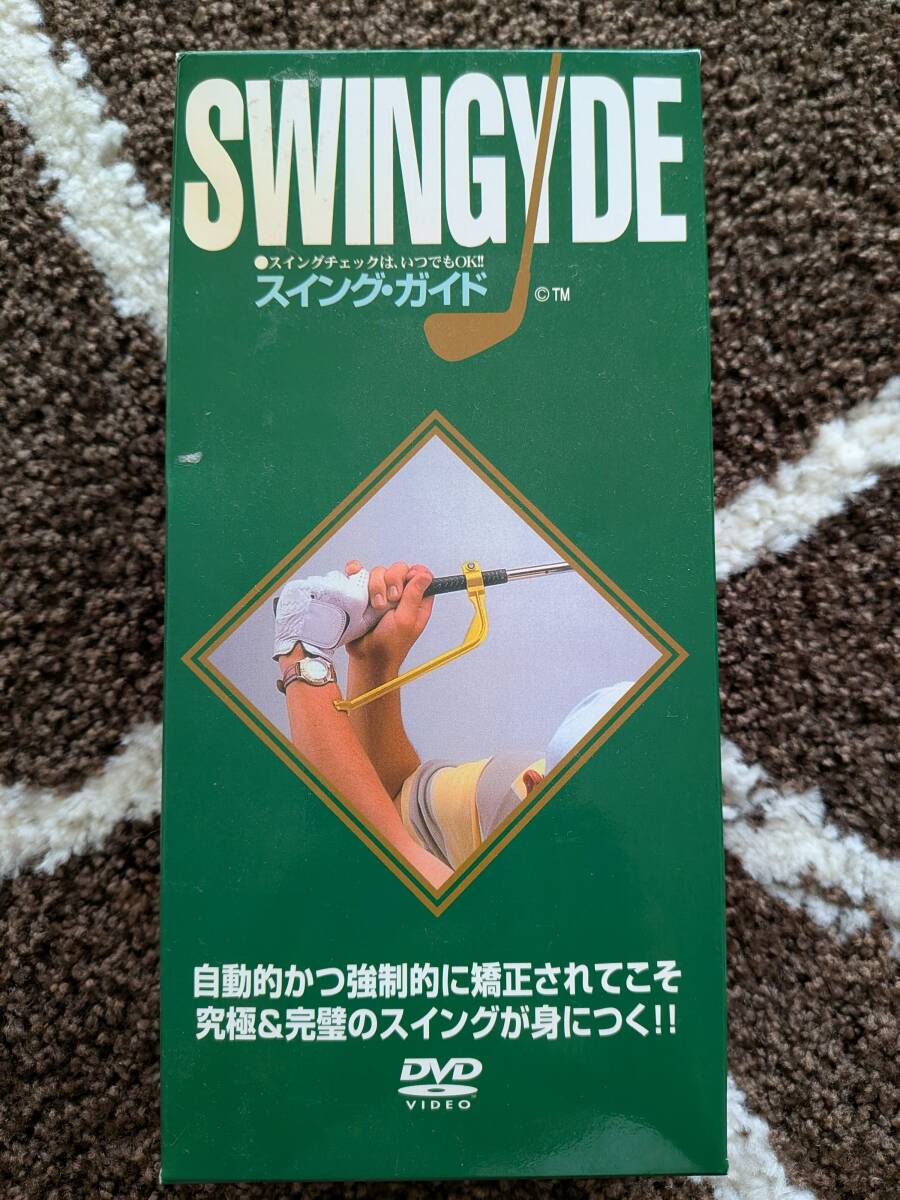 SWINGYDE
●スイングチェックは、いつでもOK!!
スイング・ガイド
©TM
自動的かつ強制的に矯正されてこそ
究極&完璧のスイングが身につく!!
DVD
VIDEO